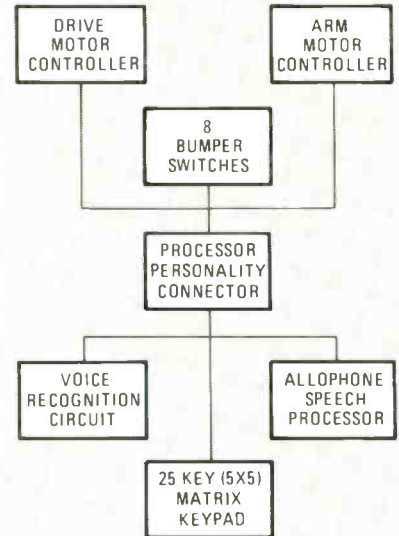 DRIVE
MOTOR
CONTROLLER
ARM
MOTOR
CONTROLLER
8
BUMPER
SWITCHES
PROCESSOR
PERSONALITY
CONNECTOR
VOICE
RECOGNITION
CIRCUIT
ALLOPHONE
SPEECH
PROCESSOR
25 KEY (5X5)
MATRIX
KEYPAD